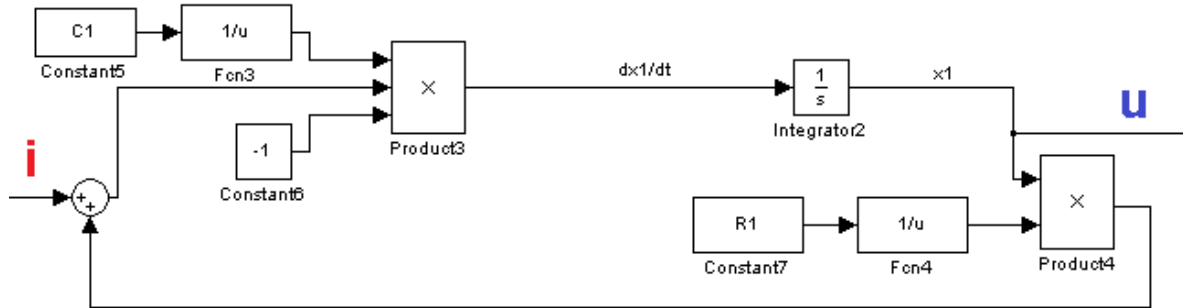 C1
Constant5
1/u
Fcn3
×
Product3
-1
Constant6
dx1/dt
1
s
Integrator2
x1
u
i
+
+
R1
Constant7
1/u
Fcn4
×
Product4